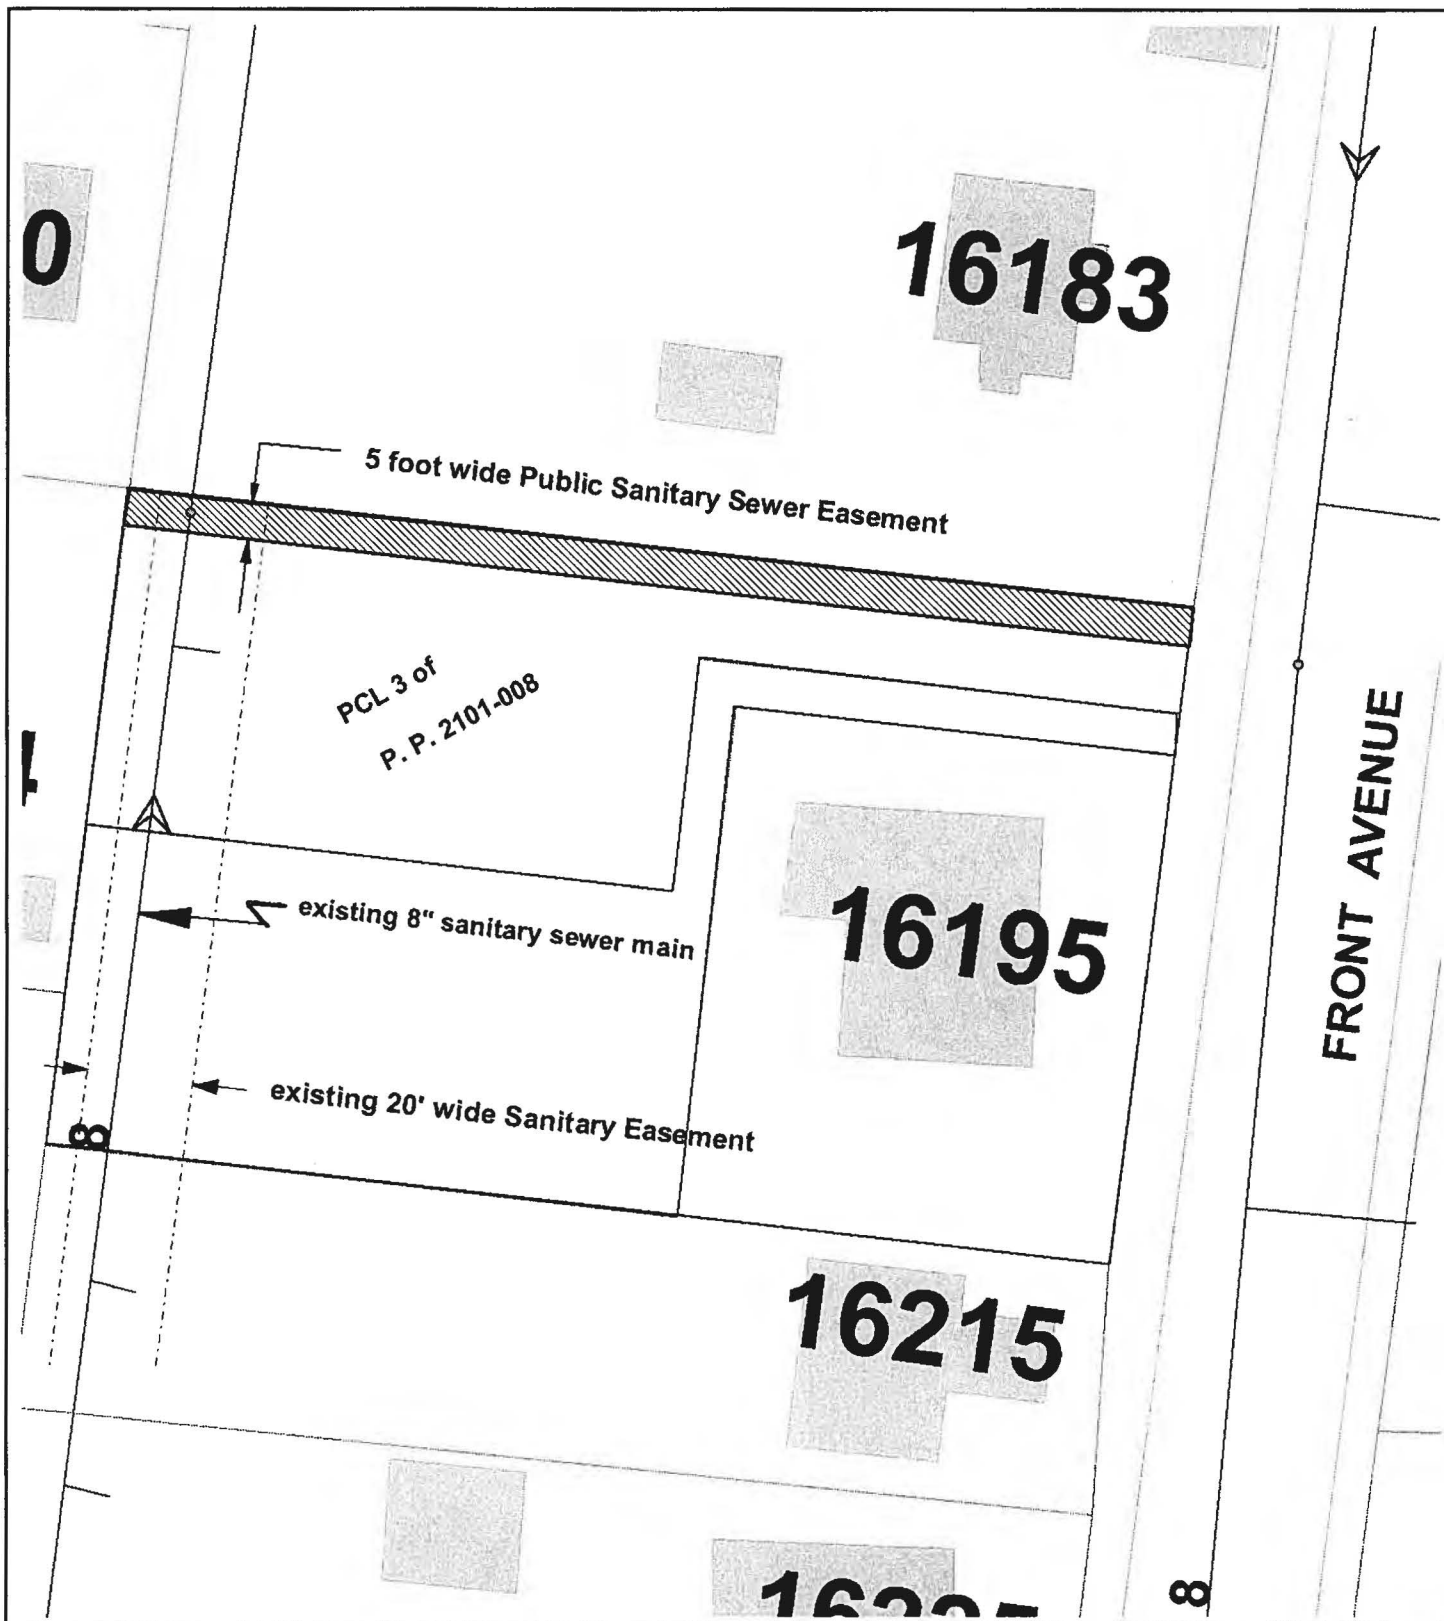 0
16183
5 foot wide Public Sanitary Sewer Easement
PCL 3 of
P. P. 2101-008
FRONT AVENUE
existing 8" sanitary sewer main
16195
existing 20' wide Sanitary Easement
8
16215
8